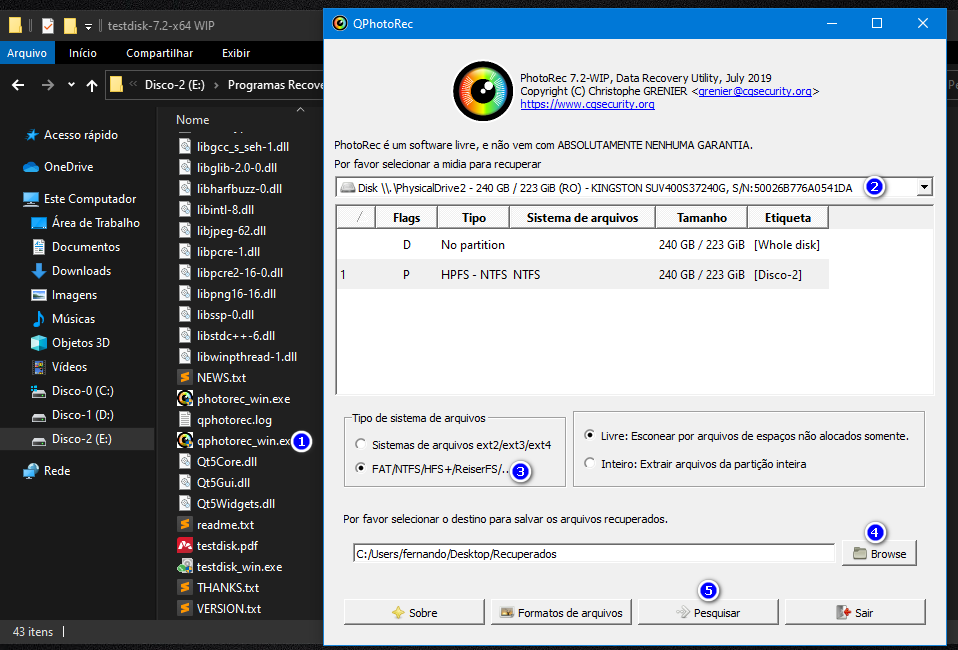 testdisk-7.2-x64 WIP
Arquivo Início Compartilhar Exibir
Disco-2 (E:) Programas
Nome
Acesso rápido
OneDrive
Este Computador
Área de Trabalho
Documentos
Downloads
Imagens
Músicas
Objetos 3D
Vídeos
Disco-0 (C:)
Disco-1 (D:)
Disco-2 (E:)
Rede
libgcc_s_seh-1.dll
libglib-2.0-0.dll
libharfbuzz-0.dll
libintl-8.dll
libjpeg-62.dll
libpcre-1.dll
libpcre2-16-0.dll
libpng16-16.dll
libssp-0.dll
libstdc++-6.dll
libwinpthread-1.dll
NEWS.txt
photorec_win.exe
qphotorec.log
qphotorec_win.ex 1
Qt5Core.dll
Qt5Gui.dll
Qt5Widgets.dll
readme.txt
testdisk.pdf
testdisk_win.exe
THANKS.txt
VERSION.txt
43 itens
QPhotoRec
PhotoRec 7.2-WIP, Data Recovery Utility, July 2019
Copyright (C) Christophe GRENIER <grenier@cgsecurity.org>
https://www.cgsecurity.org
PhotoRec é um software livre, e não vem com ABSOLUTAMENTE NENHUMA GARANTIA.
Por favor selecionar a midia para recuperar
Disk \\.\PhysicalDrive2 - 240 GB / 223 GiB (RO) - KINGSTON SUV400S37240G, S/N:50026B776A0541DA 2
Flags Tipo Sistema de arquivos Tamanho Etiqueta
D No partition 240 GB / 223 GiB [Whole disk]
1 P HPFS - NTFS NTFS 240 GB / 223 GiB [Disco-2]
Tipo de sistema de arquivos
Sistemas de arquivos ext2/ext3/ext4
FAT/NTFS/HFS+/ReiserFS/.. 3
Livre: Esconear por arquivos de espaços não alocados somente.
Inteiro: Extrair arquivos da partição inteira
Por favor selecionar o destino para salvar os arquivos recuperados.
4
C:/Users/fernando/Desktop/Recuperados
Browse
5
Sobre Formatos de arquivos Pesquisar Sair